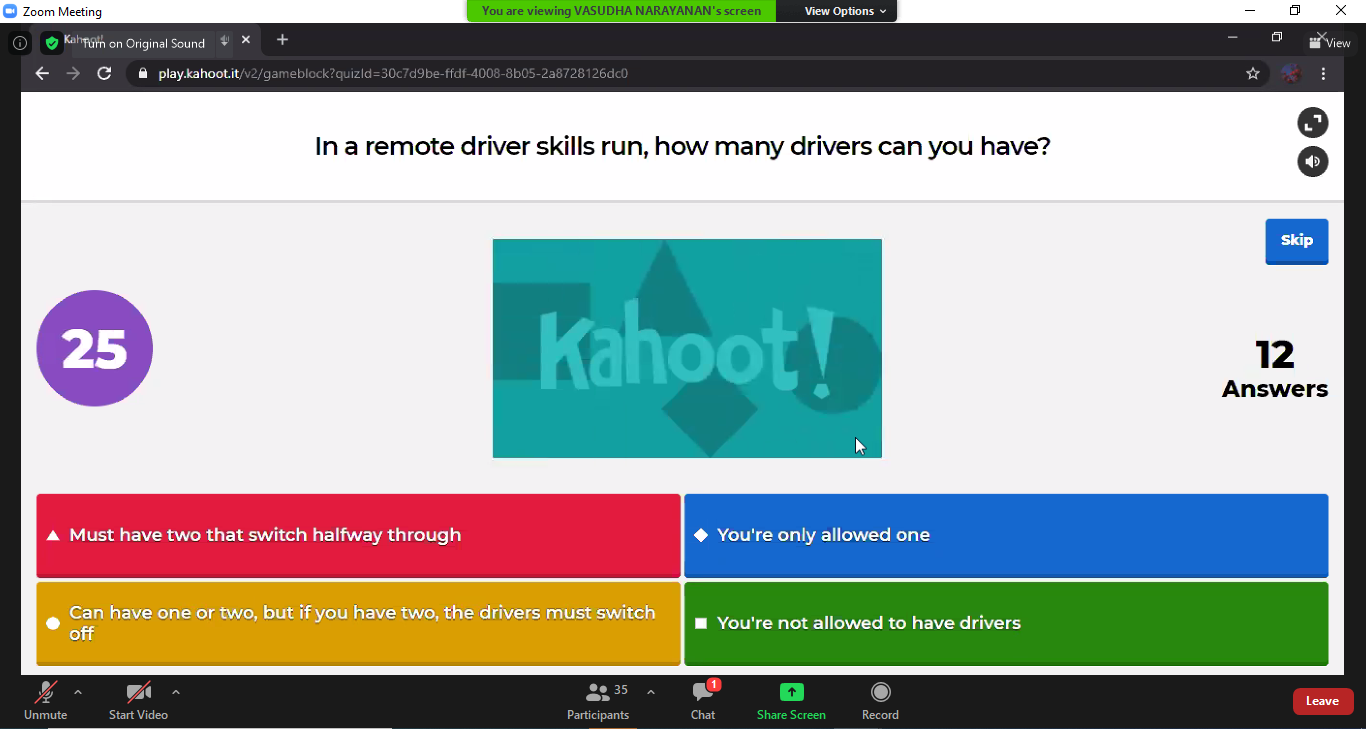 Zoom Meeting
You are viewing VASUDHA NARAYANAN's screen
View Options
Kahoot!
Turn on Original Sound
View
play.kahoot.it/v2/gameblock?quizId=30c7d9be-ffdf-4008-8b05-2a8728126dc0
In a remote driver skills run, how many drivers can you have?
Skip
25
Kahoot!
12
Answers
Must have two that switch halfway through
You're only allowed one
Can have one or two, but if you have two, the drivers must switch
off
You're not allowed to have drivers
Unmute
Start Video
35
Participants
1
Chat
Share Screen
Record
Leave